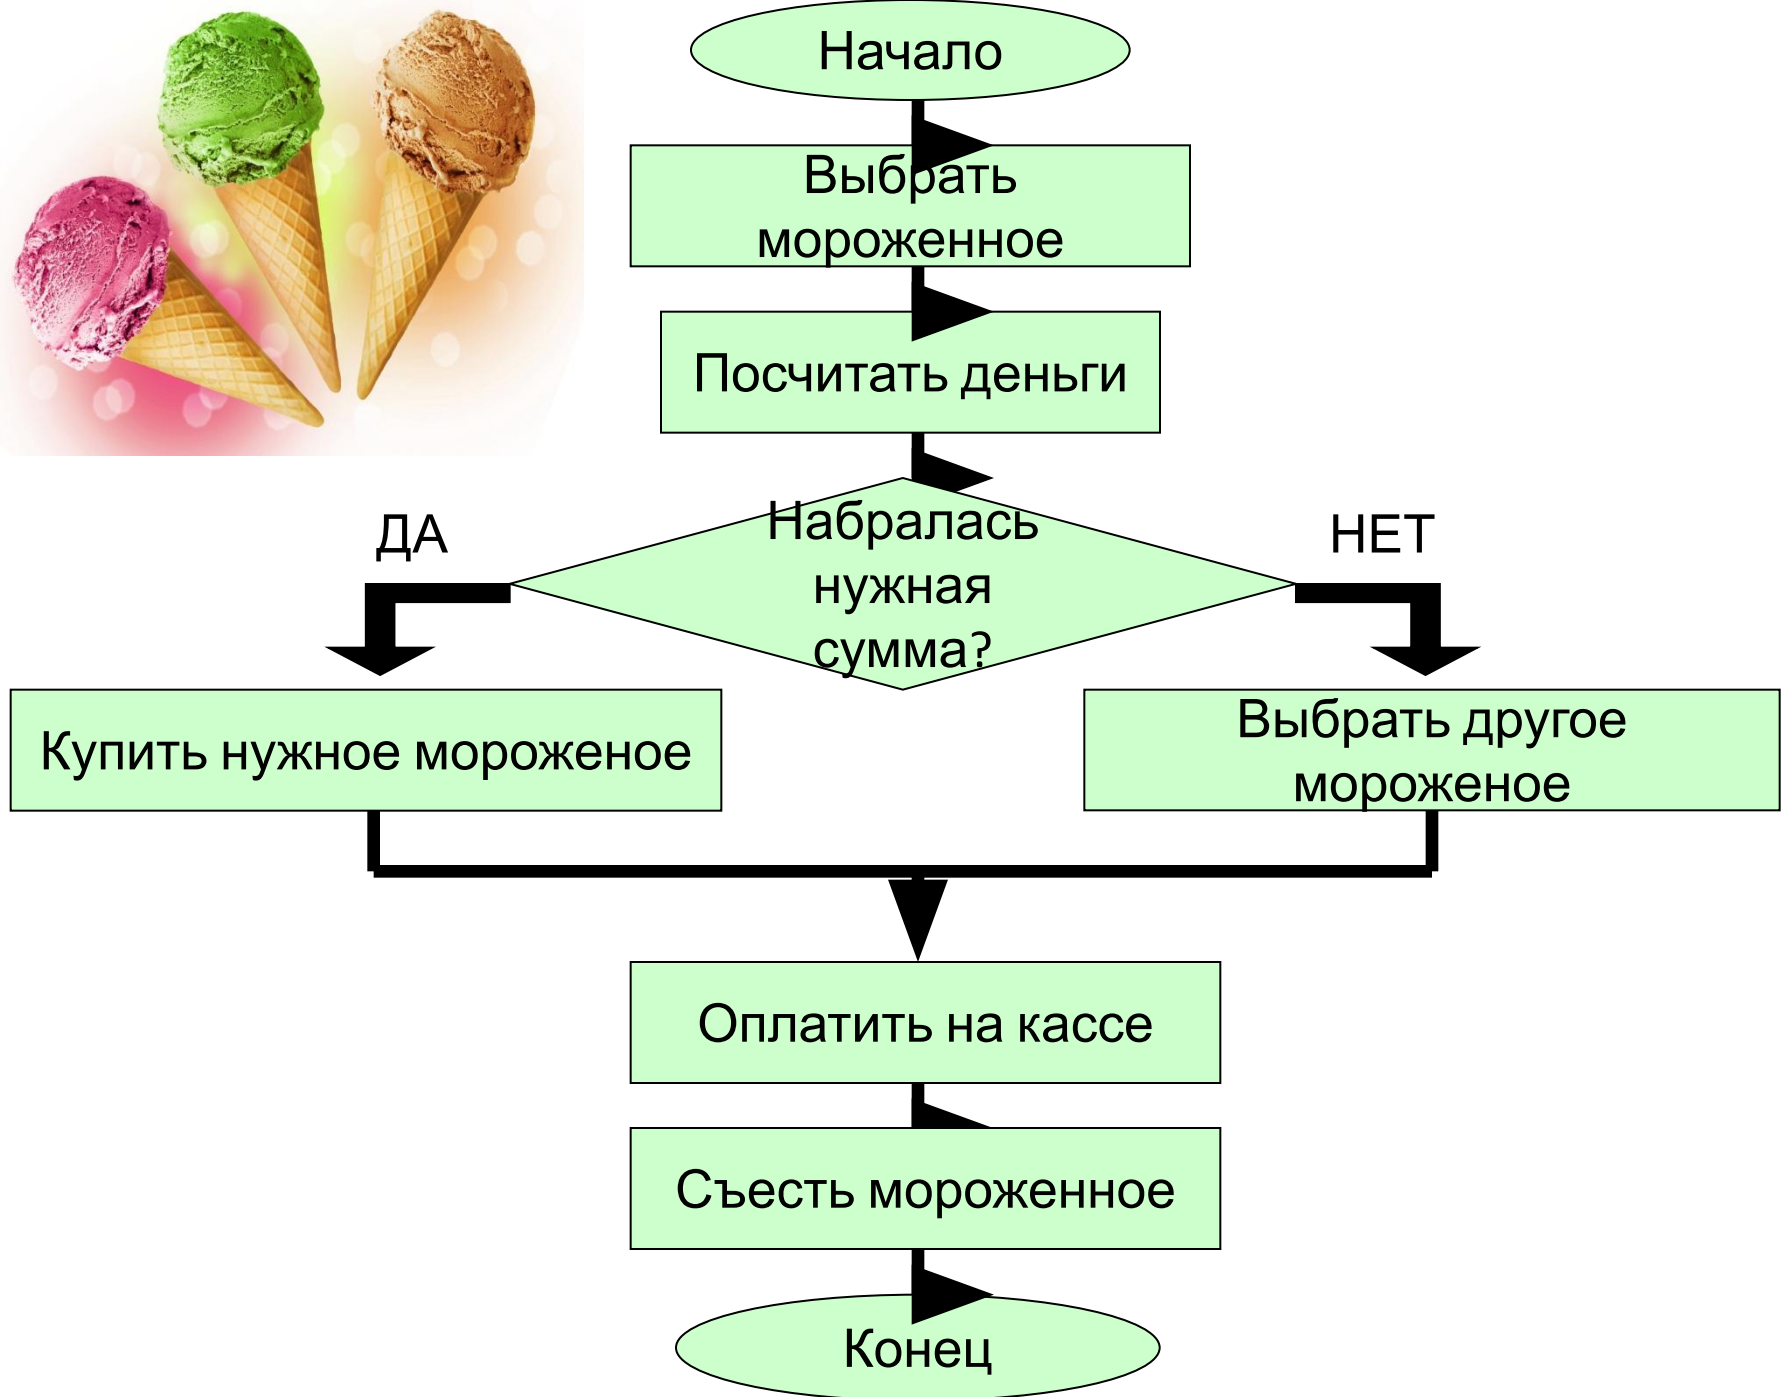 Начало
Выбрать
мороженное
Посчитать деньги
ДА
Набралась
нужная
сумма?
НЕТ
Купить нужное мороженое
Выбрать другое
мороженое
Оплатить на кассе
Съесть мороженное
Конец